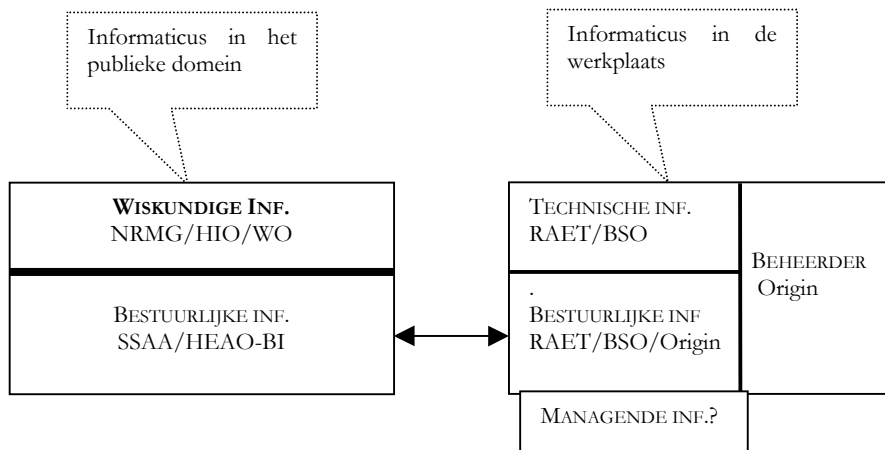 Informaticus in het
publieke domein
Informaticus in de
werkplaats
WISKUNDIGE INF.
NRMG/HIO/WO
BESTUURLIJKE INF.
SSAA/HEAO-BI
TECHNISCHE INF.
RAET/BSO
.
BESTUURLIJKE INF
RAET/BSO/Origin
BEHEERDER
Origin
MANAGENDE INF.?